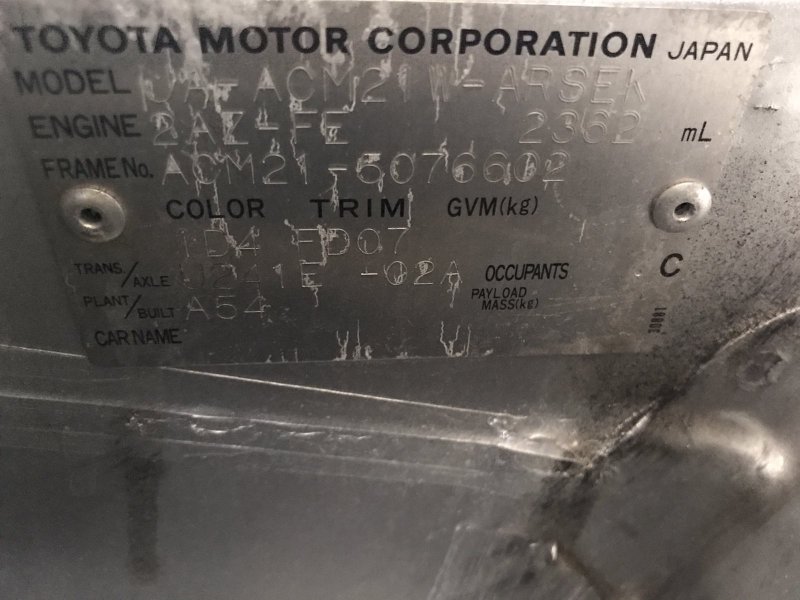 TOYOTA MOTOR CORPORATION JAPAN
MODEL UA-ACM21W-ARSEK
ENGINE 2AZ-FE 2362 mL
FRAME No. ACM21-5076602
COLOR TRIM GVM(kg)
1D4 FD07
TRANS./AXLE U241E -02A OCCUPANTS C
PLANT/BUILT A54 PAYLOAD MASS(kg)
CAR NAME
30881